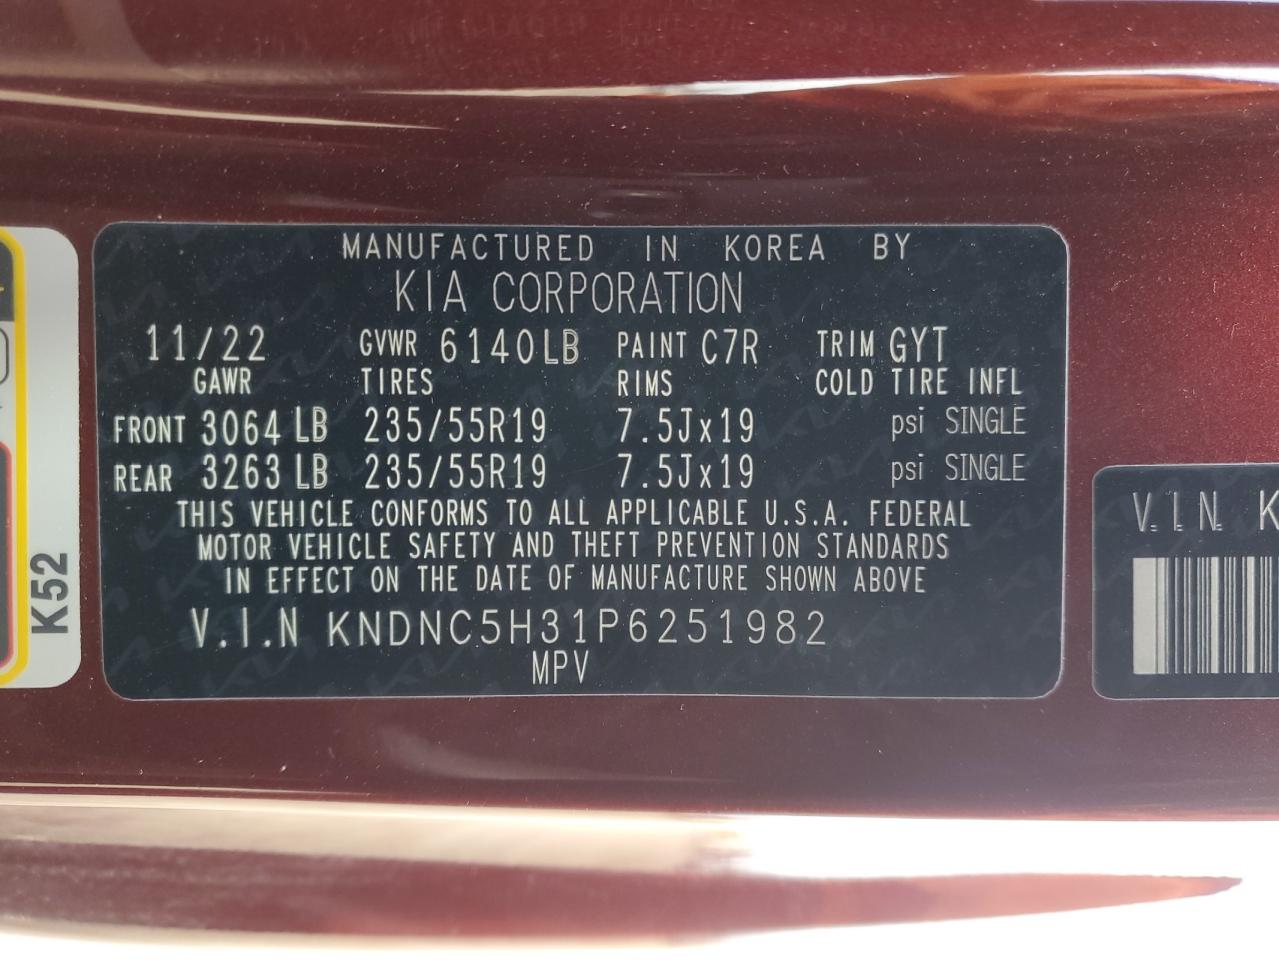 MANUFACTURED IN KOREA BY
KIA CORPORATION
11/22 GVWR 6140LB PAINT C7R TRIM GYT
GAWR TIRES RIMS COLD TIRE INFL
FRONT 3064 LB 235/55R19 7.5Jx19 psi SINGLE
REAR 3263 LB 235/55R19 7.5Jx19 psi SINGLE
THIS VEHICLE CONFORMS TO ALL APPLICABLE U.S.A. FEDERAL
MOTOR VEHICLE SAFETY AND THEFT PREVENTION STANDARDS
IN EFFECT ON THE DATE OF MANUFACTURE SHOWN ABOVE
V.I.N KNDNC5H31P6251982
MPV
K52
V.I.N K